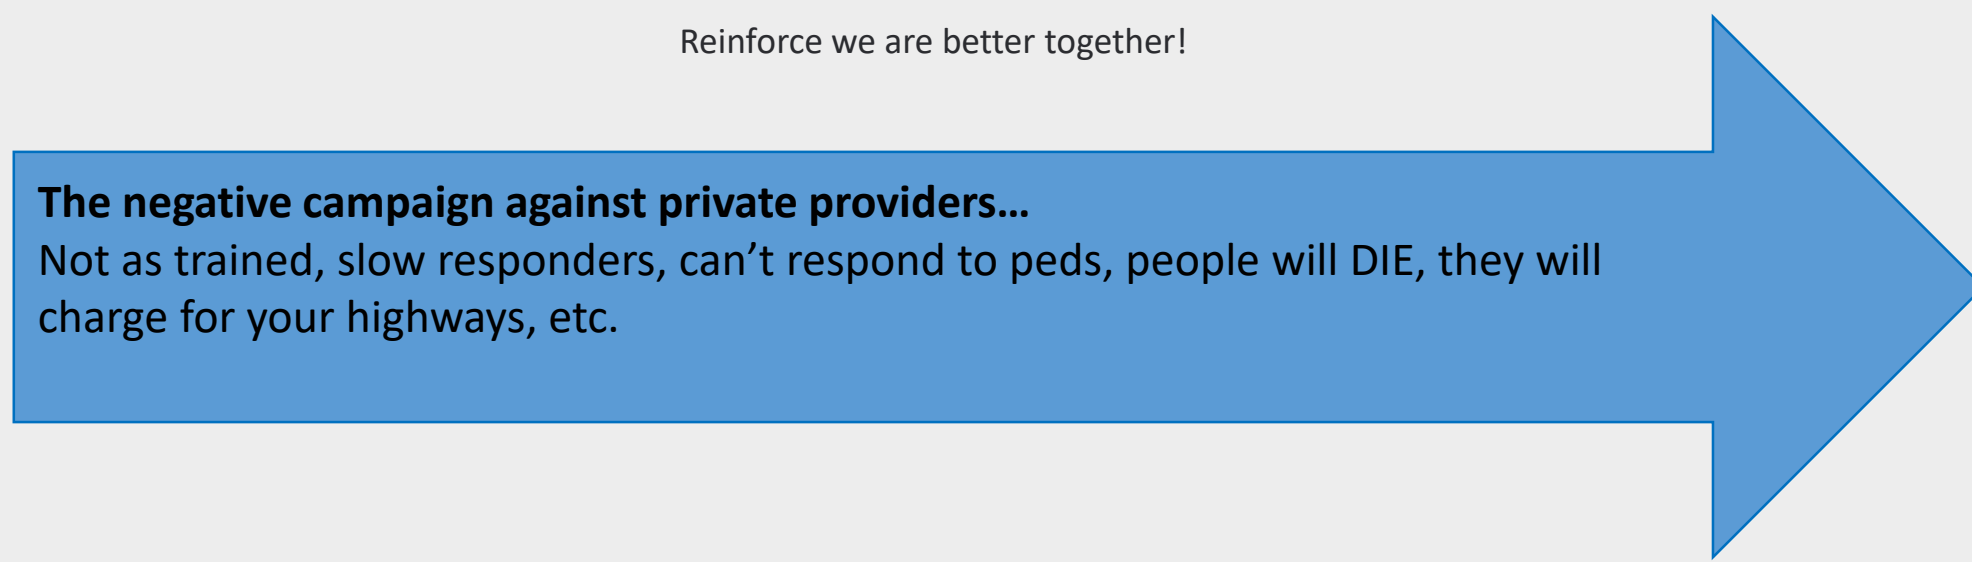 Reinforce we are better together!
The negative campaign against private providers…
Not as trained, slow responders, can’t respond to peds, people will DIE, they will
charge for your highways, etc.